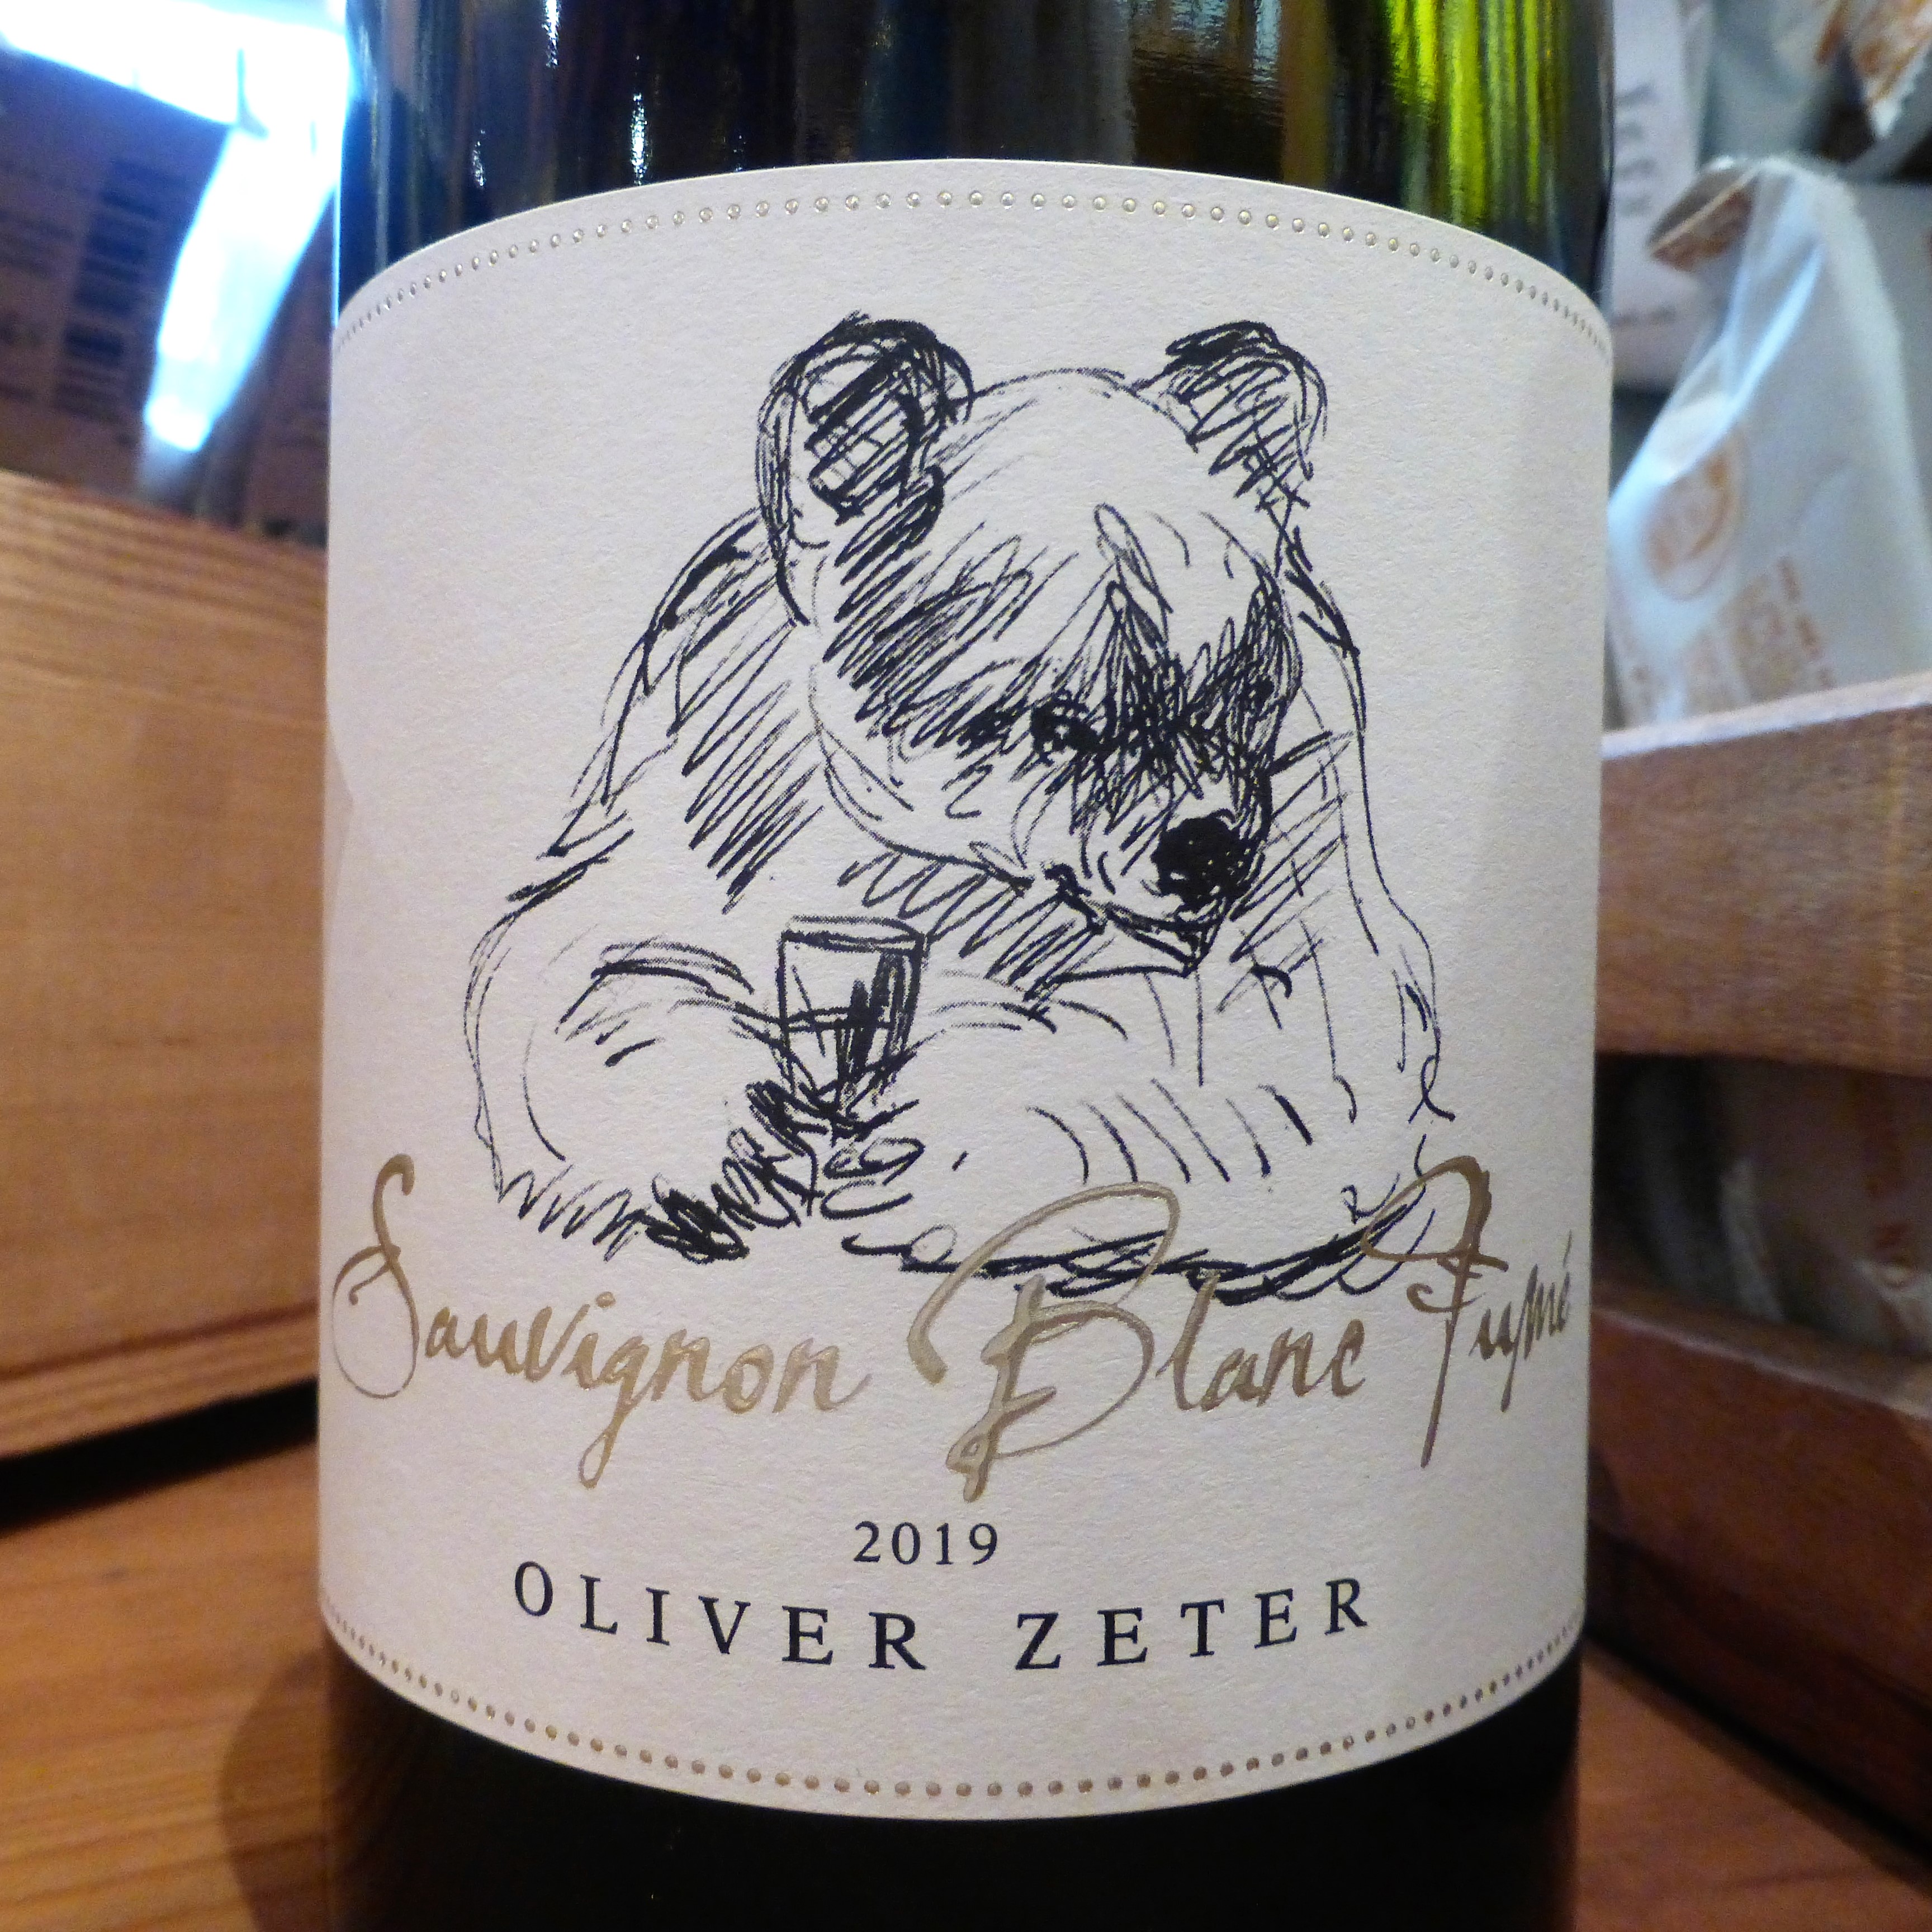 Sauvignon Blanc Fumé
2019
OLIVER ZETER